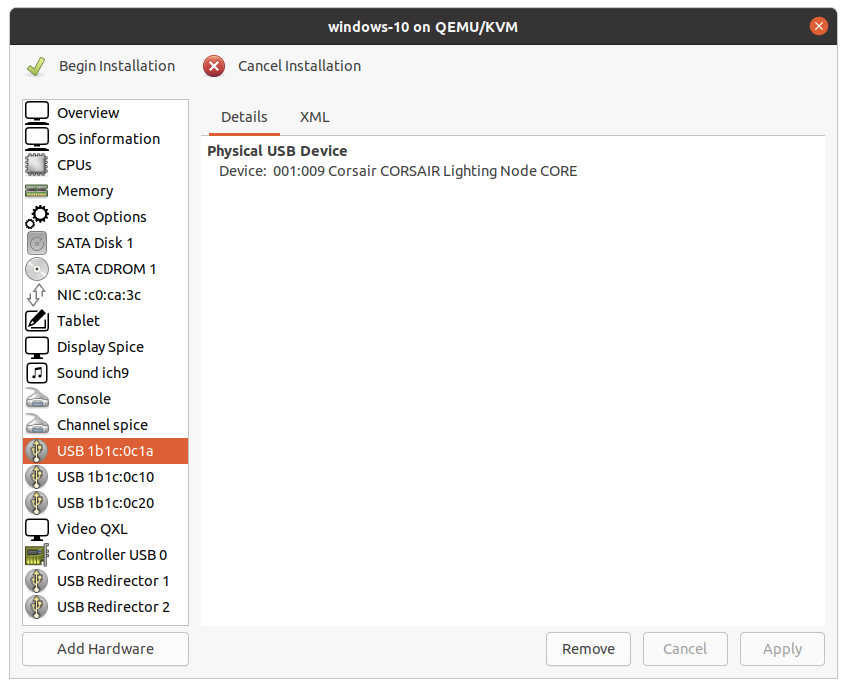 windows-10 on QEMU/KVM
Begin Installation
Cancel Installation
Overview
OS information
CPUs
Memory
Boot Options
SATA Disk 1
SATA CDROM 1
NIC :c0:ca:3c
Tablet
Display Spice
Sound ich9
Console
Channel spice
USB 1b1c:0c1a
USB 1b1c:0c10
USB 1b1c:0c20
Video QXL
Controller USB 0
USB Redirector 1
USB Redirector 2
Add Hardware
Details
XML
Physical USB Device
Device: 001:009 Corsair CORSAIR Lighting Node CORE
Remove
Cancel
Apply